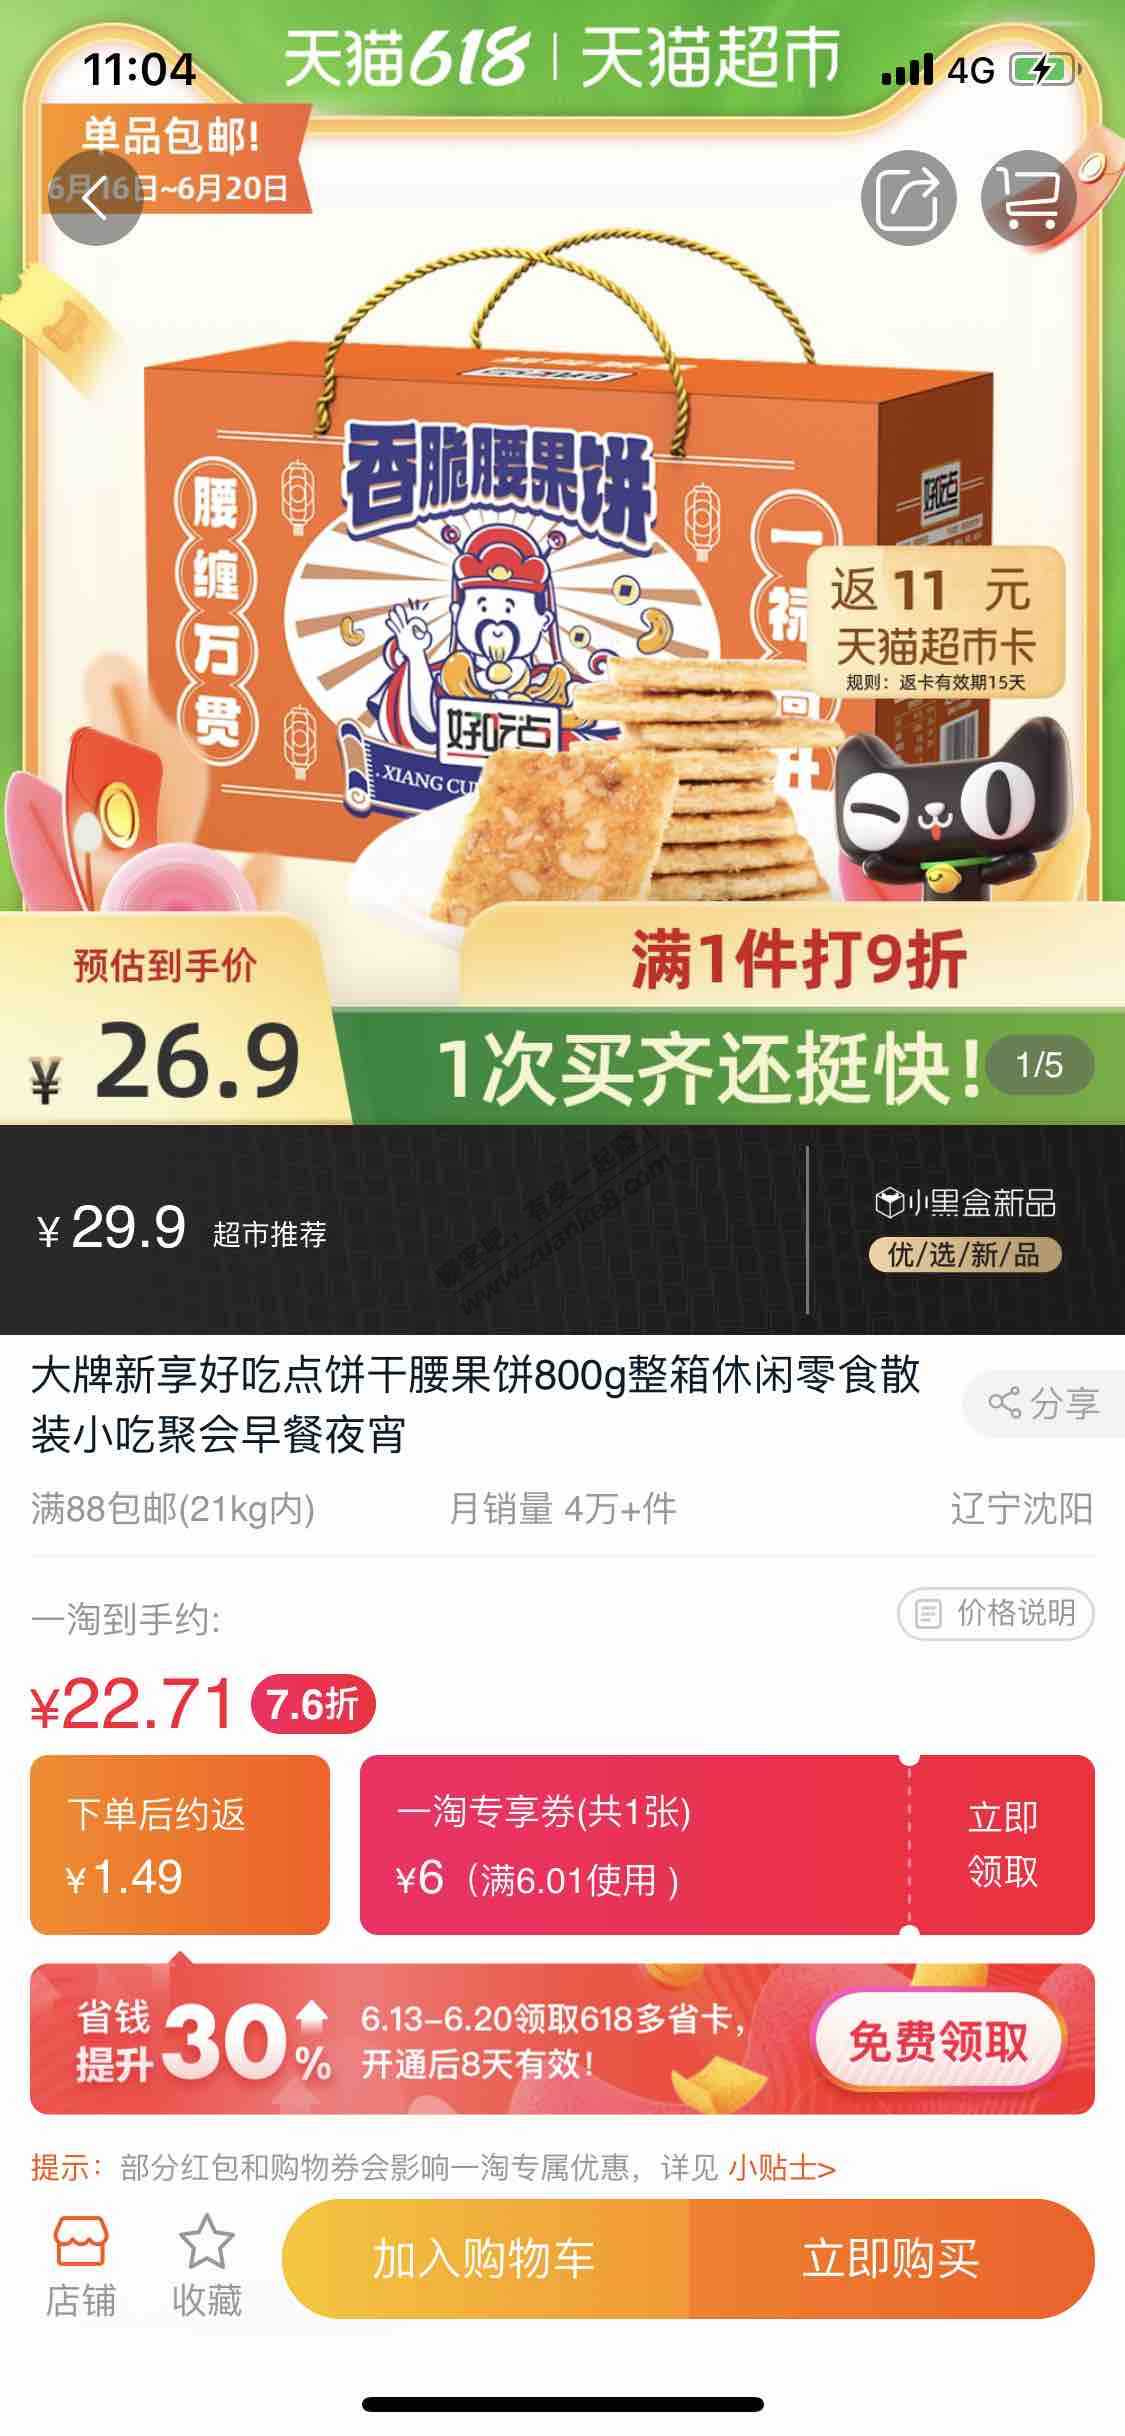 天猫618 | 天猫超市
11:04
4G
单品包邮!
6月16日~6月20日
香脆腰果饼
腰缠万贯
好吃点
一禄
升
好吃点
.XIANG CU
返 11 元
天猫超市卡
规则：返卡有效期15天
预估到手价
¥ 26.9
满1件打9折
1次买齐还挺快!
1/5
¥ 29.9 超市推荐
小黑盒新品
优/选/新/品
www.zuanke8.com
大牌新享好吃点饼干腰果饼800g整箱休闲零食散
装小吃聚会早餐夜宵
分享
满88包邮(21kg内) 月销量 4万+件 辽宁沈阳
一淘到手约:
价格说明
¥22.71 7.6折
下单后约返
¥1.49
一淘专享券(共1张)
¥6（满6.01使用 )
立即
领取
省钱
提升30%
6.13-6.20领取618多省卡，
开通后8天有效!
免费领取
提示：部分红包和购物券会影响一淘专属优惠，详见 小贴士>
店铺
收藏
加入购物车
立即购买